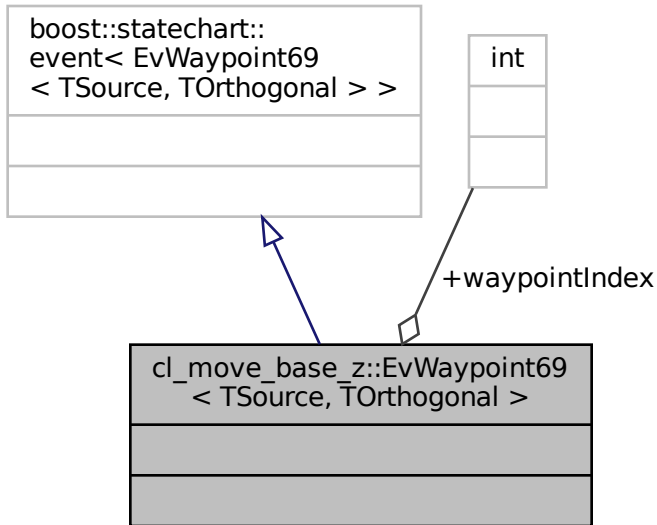 boost::statechart::
event< EvWaypoint69
< TSource, TOrthogonal > >
int
+waypointIndex
cl_move_base_z::EvWaypoint69
< TSource, TOrthogonal >